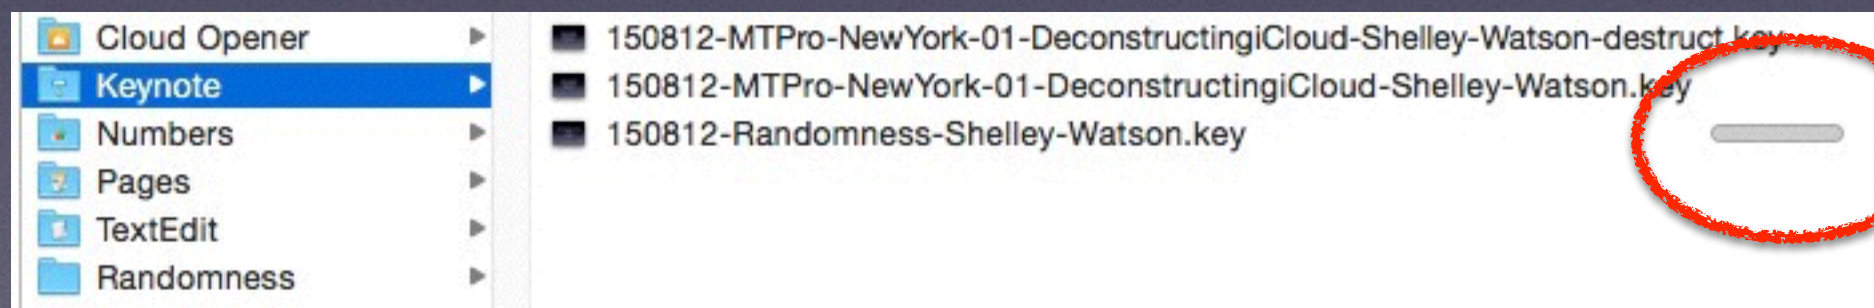 Cloud Opener
Keynote
Numbers
Pages
TextEdit
Randomness
150812-MTPro-NewYork-01-DeconstructingiCloud-Shelley-Watson-destruct.key
150812-MTPro-NewYork-01-DeconstructingiCloud-Shelley-Watson.key
150812-Randomness-Shelley-Watson.key